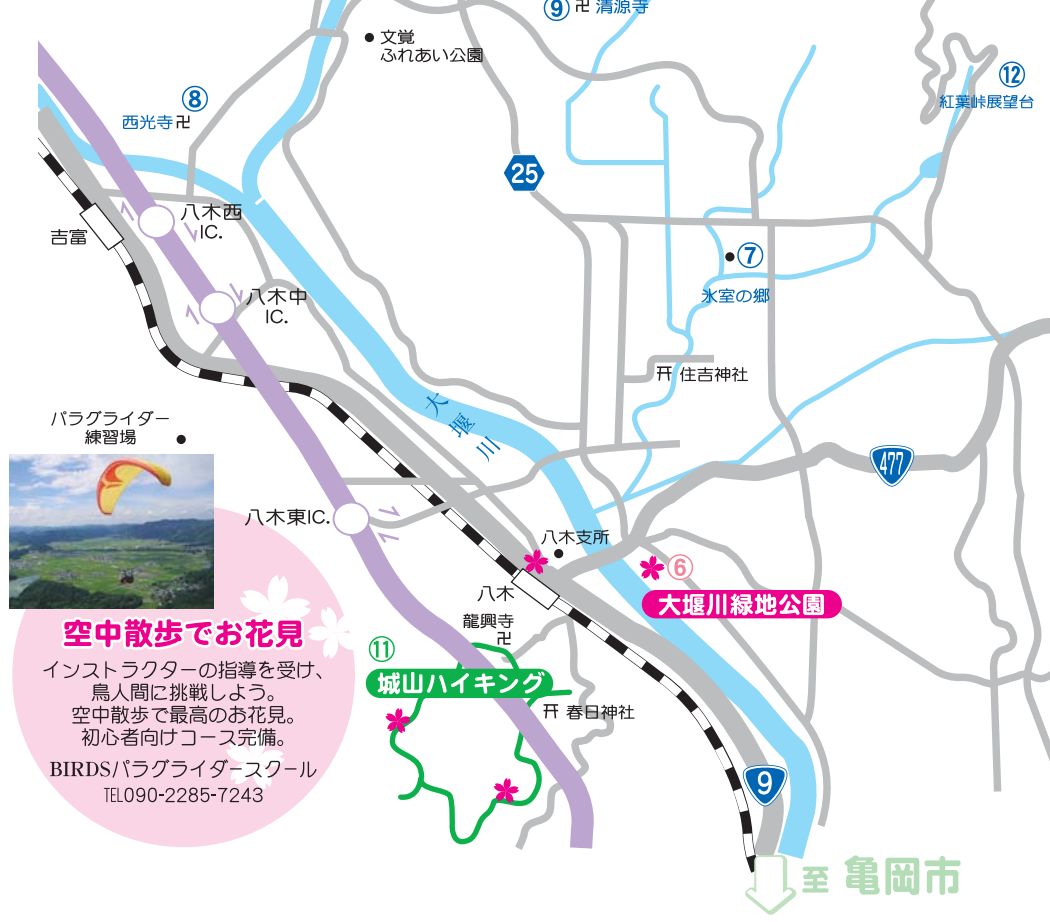 ⑨ 卍 清源寺
● 文覚
ふれあい公園
⑫
紅葉峠展望台
⑧
西光寺 卍
25
八木西
IC.
吉富
● ⑦
氷室の郷
八木中
IC.
⛩ 住吉神社
大堰川
パラグライダー
練習場 ●
477
八木東IC.
八木支所
⑥
大堰川緑地公園
八木
龍興寺
卍
⑪
城山ハイキング
⛩ 春日神社
空中散歩でお花見
インストラクターの指導を受け、
鳥人間に挑戦しよう。
空中散歩で最高のお花見。
初心者向けコース完備。
BIRDSパラグライダースクール
TEL090-2285-7243
9
至 亀岡市